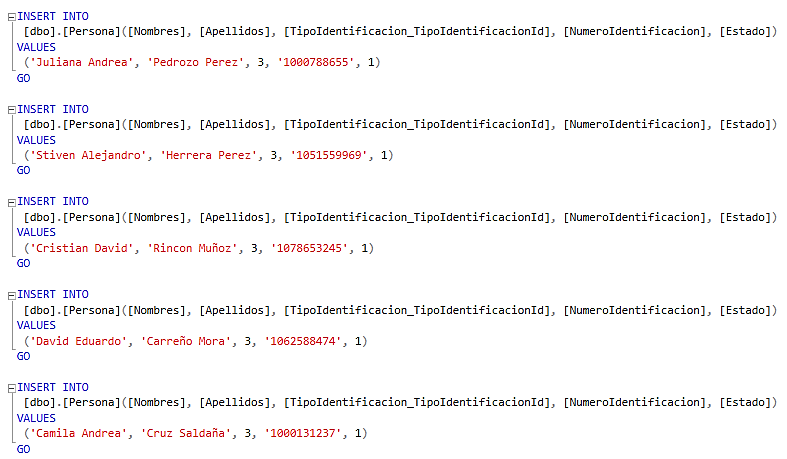 INSERT INTO
[dbo].[Persona]([Nombres], [Apellidos], [TipoIdentificacion_TipoIdentificacionId], [NumeroIdentificacion], [Estado])
VALUES
('Juliana Andrea', 'Pedrozo Perez', 3, '1000788655', 1)
GO
INSERT INTO
[dbo].[Persona]([Nombres], [Apellidos], [TipoIdentificacion_TipoIdentificacionId], [NumeroIdentificacion], [Estado])
VALUES
('Stiven Alejandro', 'Herrera Perez', 3, '1051559969', 1)
GO
INSERT INTO
[dbo].[Persona]([Nombres], [Apellidos], [TipoIdentificacion_TipoIdentificacionId], [NumeroIdentificacion], [Estado])
VALUES
('Cristian David', 'Rincon Muñoz', 3, '1078653245', 1)
GO
INSERT INTO
[dbo].[Persona]([Nombres], [Apellidos], [TipoIdentificacion_TipoIdentificacionId], [NumeroIdentificacion], [Estado])
VALUES
('David Eduardo', 'Carreño Mora', 3, '1062588474', 1)
GO
INSERT INTO
[dbo].[Persona]([Nombres], [Apellidos], [TipoIdentificacion_TipoIdentificacionId], [NumeroIdentificacion], [Estado])
VALUES
('Camila Andrea', 'Cruz Saldaña', 3, '1000131237', 1)
GO